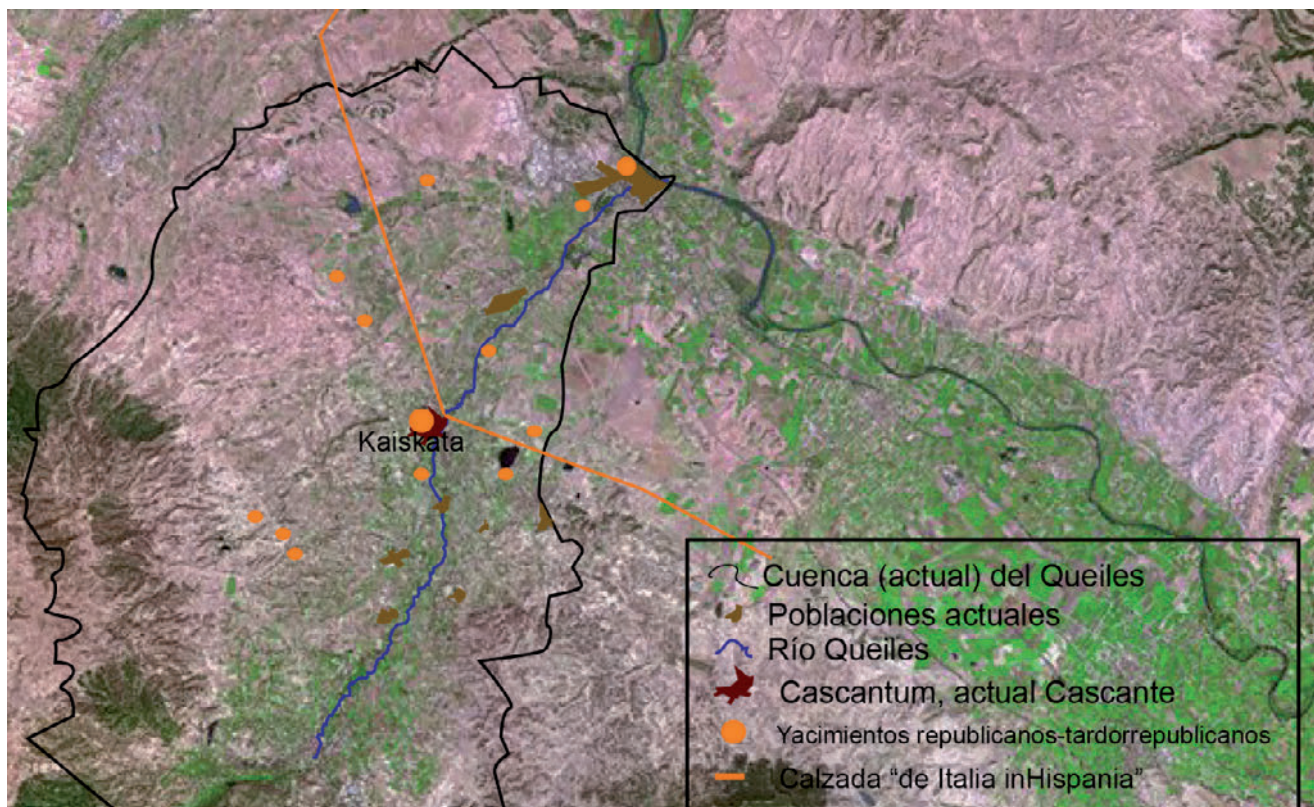 Kaiskata
Cuenca (actual) del Queiles
Poblaciones actuales
Río Queiles
Cascantum, actual Cascante
Yacimientos republicanos-tardorrepublicanos
Calzada “de Italia inHispania”